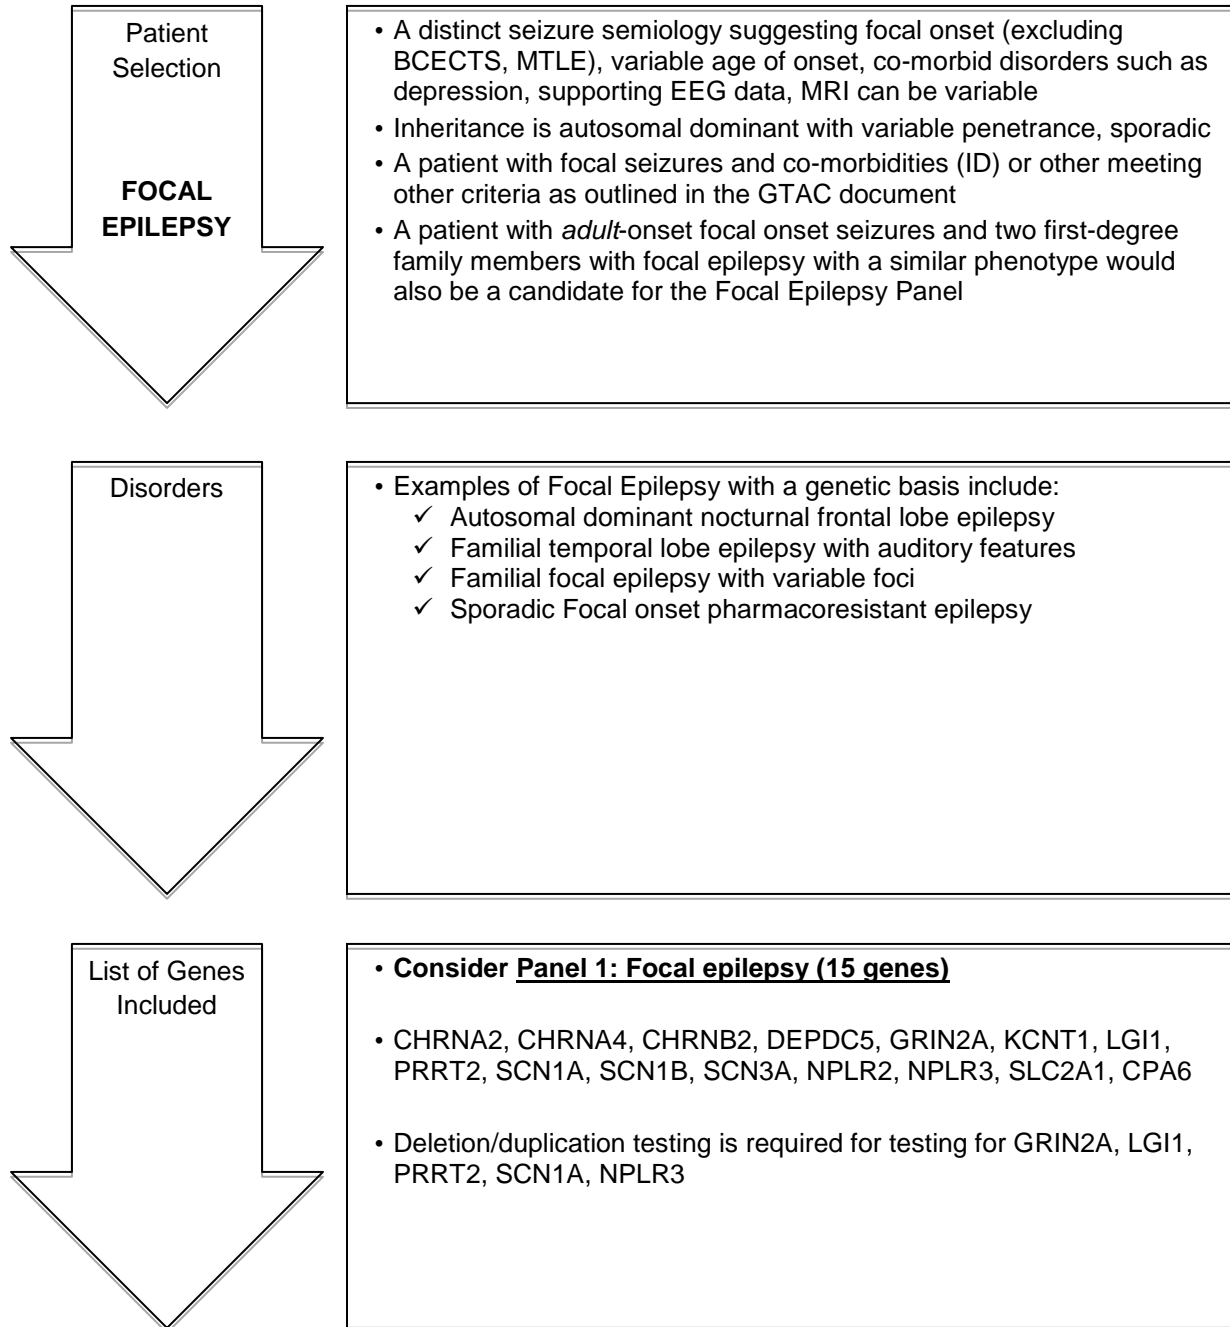 Patient
Selection
FOCAL
EPILEPSY
• A distinct seizure semiology suggesting focal onset (excluding
BCECTS, MTLE), variable age of onset, co-morbid disorders such as
depression, supporting EEG data, MRI can be variable
• Inheritance is autosomal dominant with variable penetrance, sporadic
• A patient with focal seizures and co-morbidities (ID) or other meeting
other criteria as outlined in the GTAC document
• A patient with adult-onset focal onset seizures and two first-degree
family members with focal epilepsy with a similar phenotype would
also be a candidate for the Focal Epilepsy Panel
Disorders
• Examples of Focal Epilepsy with a genetic basis include:
✓ Autosomal dominant nocturnal frontal lobe epilepsy
✓ Familial temporal lobe epilepsy with auditory features
✓ Familial focal epilepsy with variable foci
✓ Sporadic Focal onset pharmacoresistant epilepsy
List of Genes
Included
• Consider Panel 1: Focal epilepsy (15 genes)
• CHRNA2, CHRNA4, CHRNB2, DEPDC5, GRIN2A, KCNT1, LGI1,
PRRT2, SCN1A, SCN1B, SCN3A, NPLR2, NPLR3, SLC2A1, CPA6
• Deletion/duplication testing is required for testing for GRIN2A, LGI1,
PRRT2, SCN1A, NPLR3